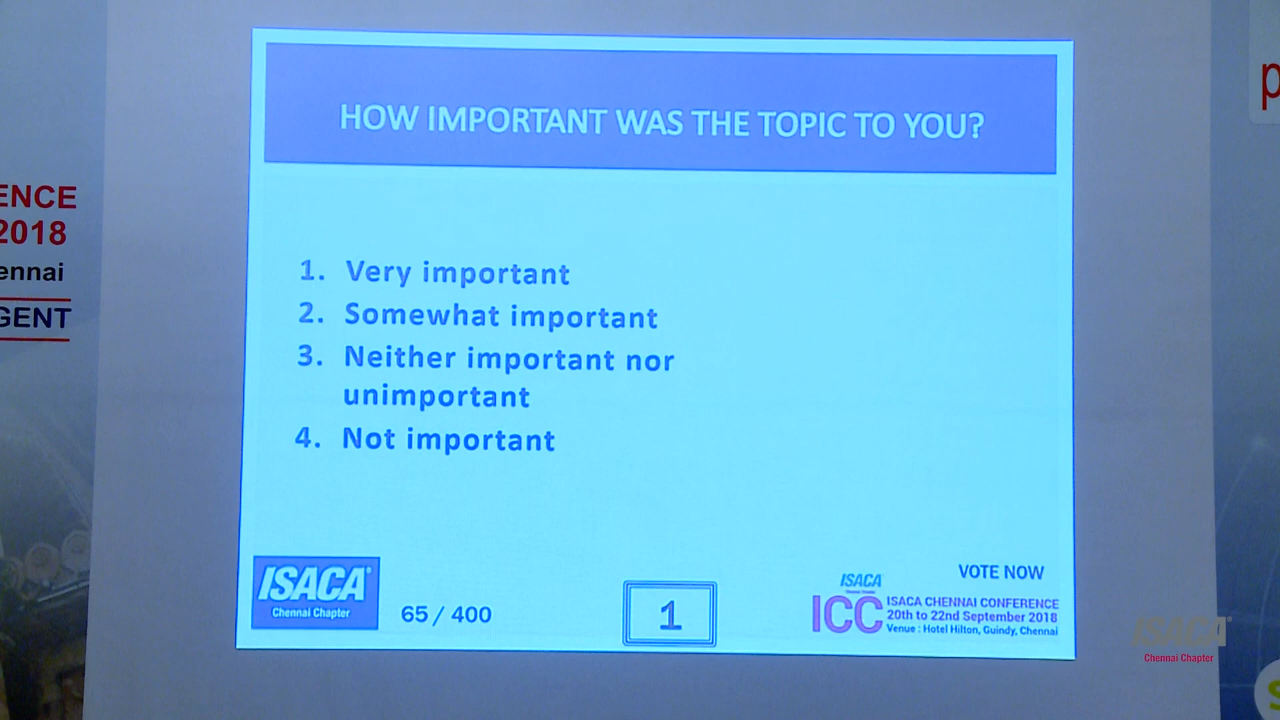 HOW IMPORTANT WAS THE TOPIC TO YOU?
1. Very important
2. Somewhat important
3. Neither important nor
unimportant
4. Not important
ISACA
Chennai Chapter
65 / 400
1
VOTE NOW
ISACA
ICC
ISACA CHENNAI CONFERENCE
20th to 22nd September 2018
Venue : Hotel Hilton, Guindy, Chennai
ENCE
2018
ennai
GENT
p
ISACA
Chennai Chapter